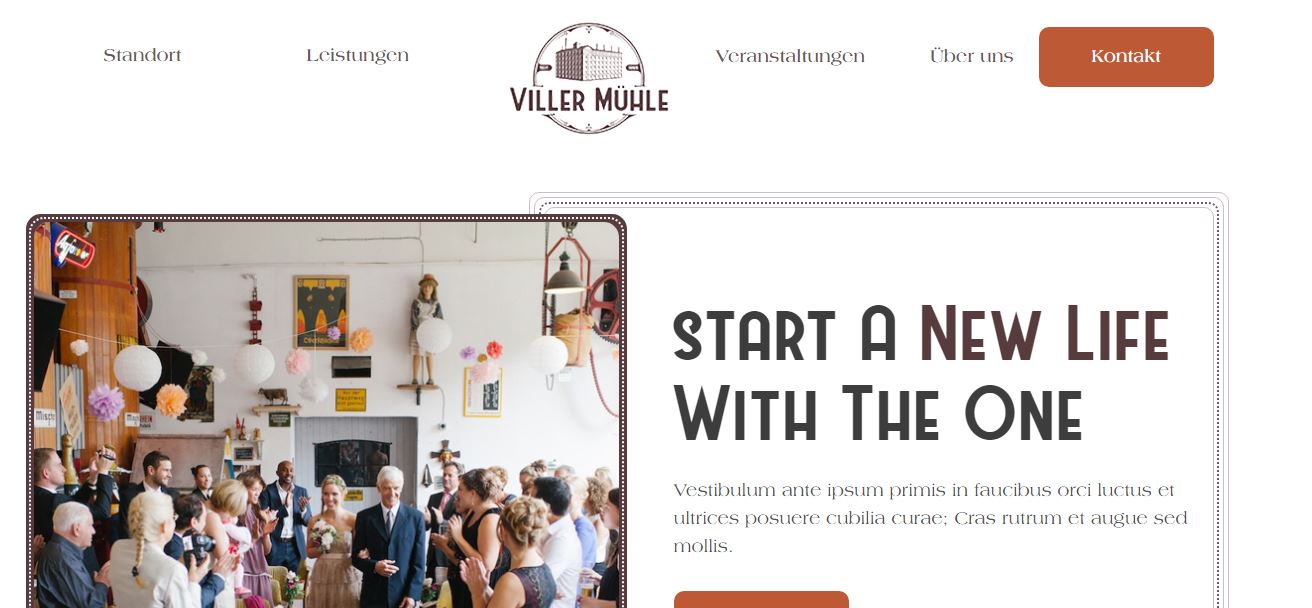 Standort
Leistungen
VILLER MÜHLE
Veranstaltungen
Über uns
Kontakt
START A NEW LIFE
WITH THE ONE
Vestibulum ante ipsum primis in faucibus orci luctus et
ultrices posuere cubilia curae; Cras rutrum et augue sed
mollis.